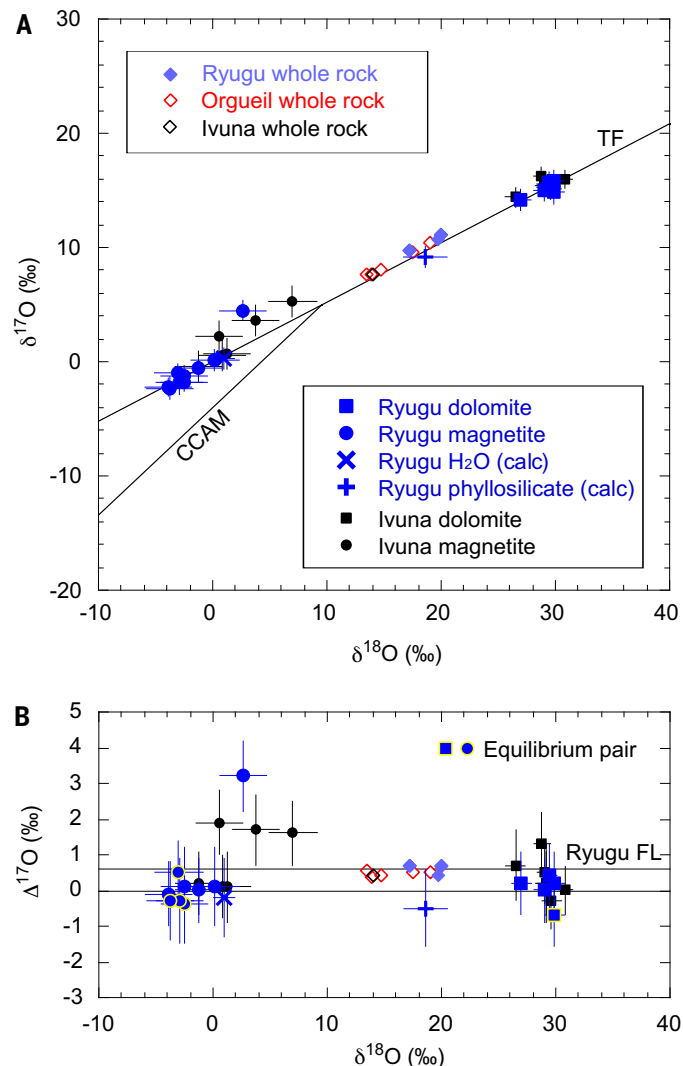 A
30
20
10
0
-10
-20
δ¹⁷O (‰)
Ryugu whole rock
Orgueil whole rock
Ivuna whole rock
TF
CCAM
Ryugu dolomite
Ryugu magnetite
Ryugu H₂O (calc)
Ryugu phyllosilicate (calc)
Ivuna dolomite
Ivuna magnetite
-10 0 10 20 30 40
δ¹⁸O (‰)
B
5
4
3
2
1
0
-1
-2
-3
Δ¹⁷O (‰)
Equilibrium pair
Ryugu FL
-10 0 10 20 30 40
δ¹⁸O (‰)